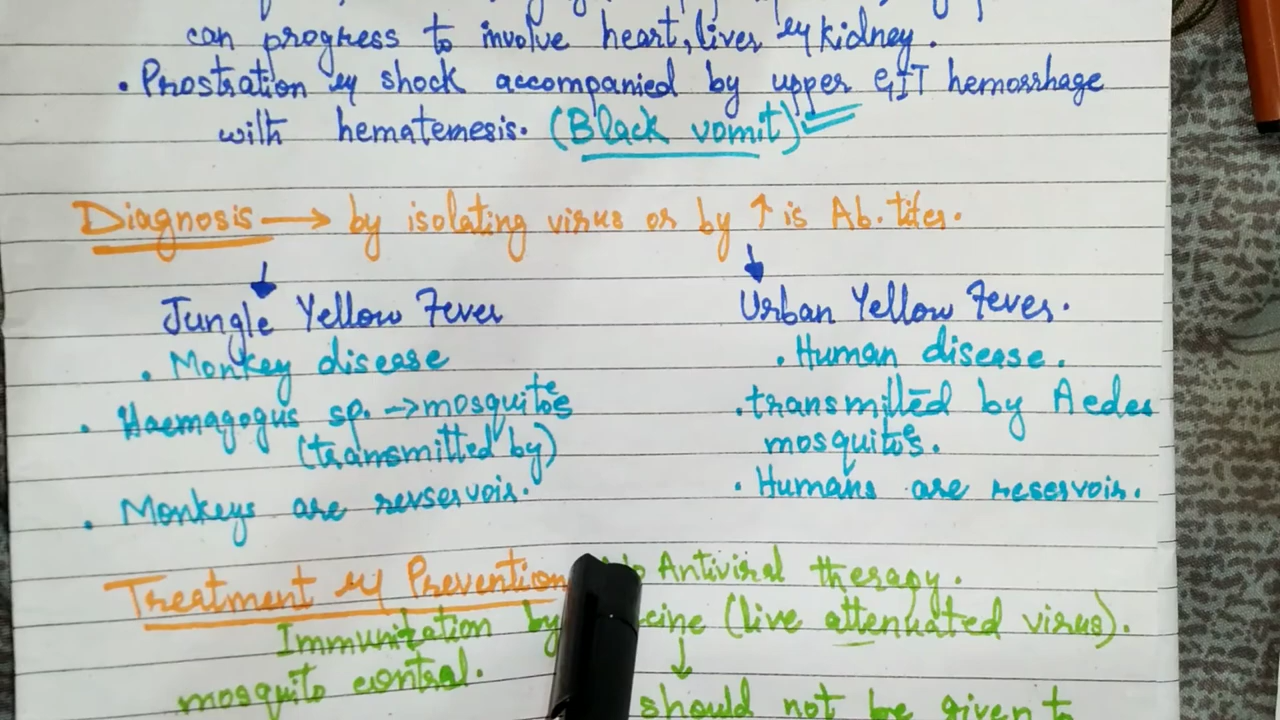 can progress to involve heart, liver & kidney.
• Prostration & shock accompanied by upper GIT hemorrhage
with hematemesis. (Black vomit)
Diagnosis → by isolating virus or by ↑ is Ab. titer.
Jungle Yellow Fever
Urban Yellow Fever.
• Monkey disease
• Human disease.
• Haemagogus sp. → mosquitoes
(transmitted by)
• transmitted by Aedes
mosquitoes.
• Monkeys are reservoir.
• Humans are reservoir.
Treatment & Prevention
Antiviral therapy.
Immunization by
(live attenuated virus).
mosquito control.
should not be given to